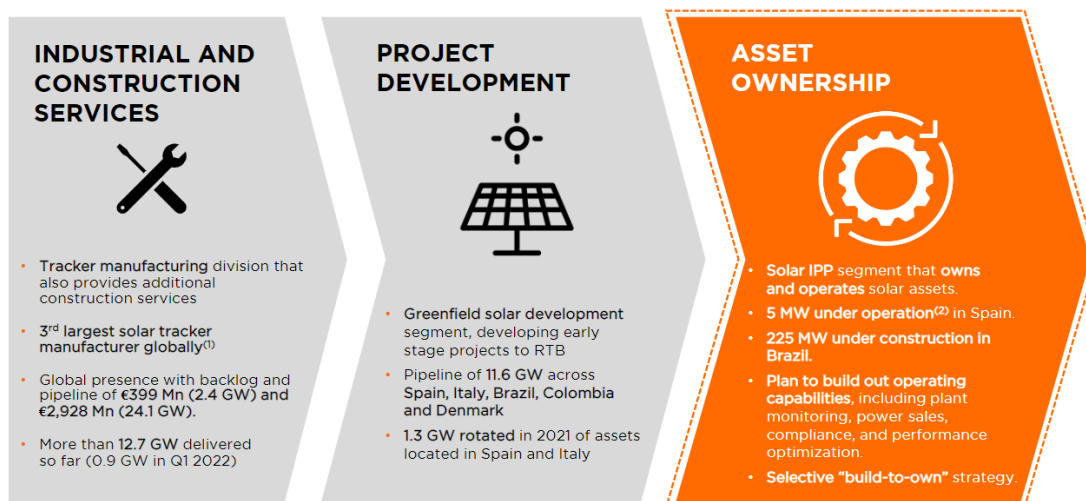 INDUSTRIAL AND
CONSTRUCTION
SERVICES
• Tracker manufacturing division that
also provides additional
construction services
• 3rd largest solar tracker
manufacturer globally(1)
• Global presence with backlog and
pipeline of €399 Mn (2.4 GW) and
€2,928 Mn (24.1 GW).
• More than 12.7 GW delivered
so far (0.9 GW in Q1 2022)
PROJECT
DEVELOPMENT
• Greenfield solar development
segment, developing early
stage projects to RTB
• Pipeline of 11.6 GW across
Spain, Italy, Brazil, Colombia
and Denmark
• 1.3 GW rotated in 2021 of assets
located in Spain and Italy
ASSET
OWNERSHIP
• Solar IPP segment that owns
and operates solar assets.
• 5 MW under operation(2) in Spain.
• 225 MW under construction in
Brazil.
• Plan to build out operating
capabilities, including plant
monitoring, power sales,
compliance, and performance
optimization.
• Selective “build-to-own” strategy.